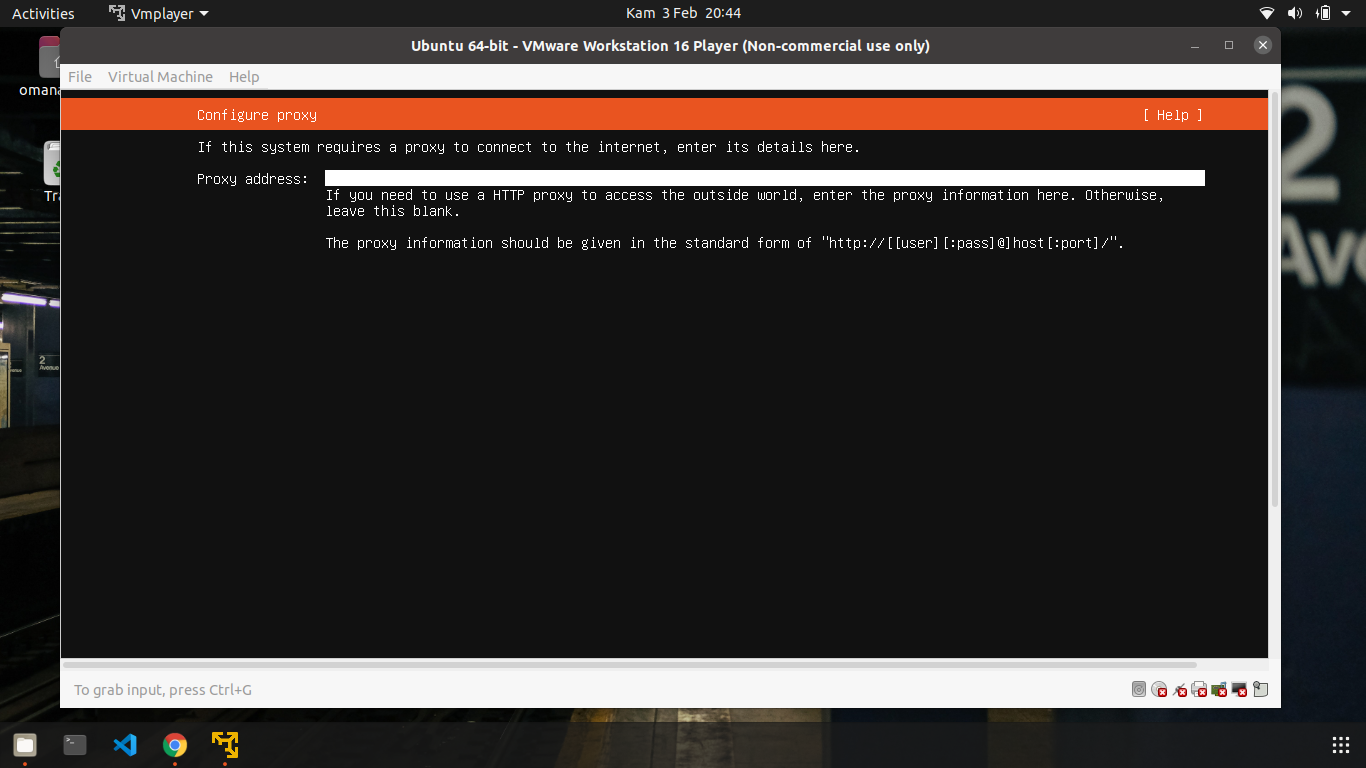 Activities
Vmplayer
Kam 3 Feb 20:44
Ubuntu 64-bit - VMware Workstation 16 Player (Non-commercial use only)
File Virtual Machine Help
omana
Configure proxy [ Help ]
If this system requires a proxy to connect to the internet, enter its details here.
Proxy address:
If you need to use a HTTP proxy to access the outside world, enter the proxy information here. Otherwise,
leave this blank.
The proxy information should be given in the standard form of "http://[[user][:pass]@]host[:port]/".
Tra
2
Ave
2
Avenue
To grab input, press Ctrl+G